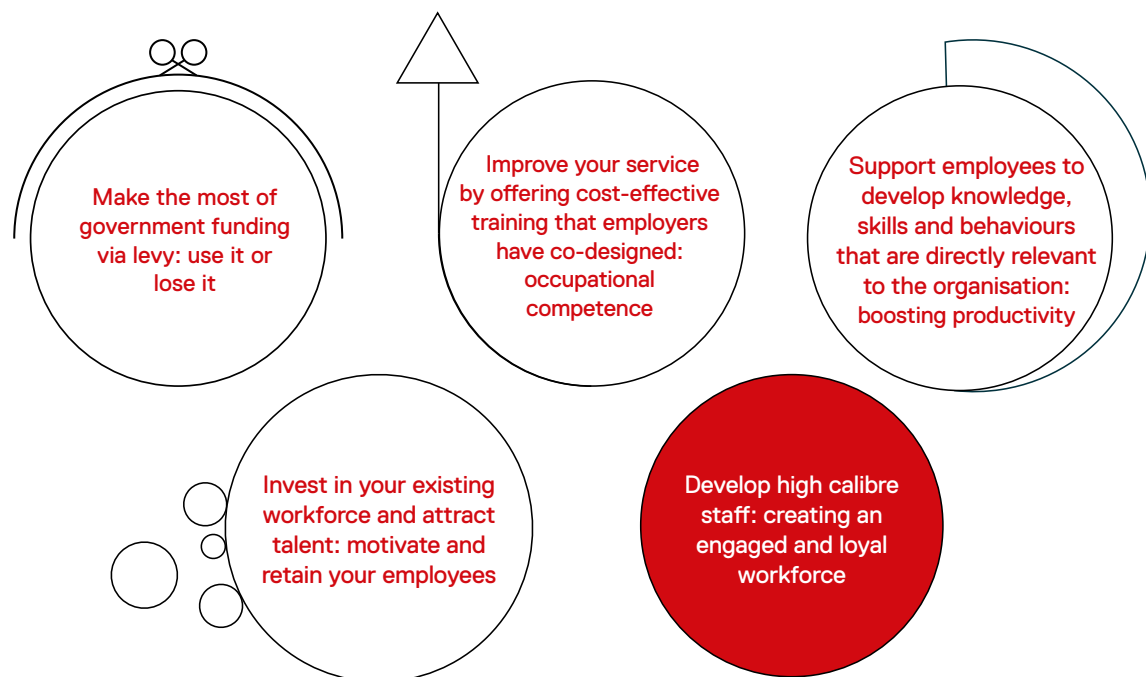 Make the most of
government funding
via levy: use it or
lose it
Improve your service
by offering cost-effective
training that employers
have co-designed:
occupational
competence
Support employees to
develop knowledge,
skills and behaviours
that are directly relevant
to the organisation:
boosting productivity
Invest in your existing
workforce and attract
talent: motivate and
retain your employees
Develop high calibre
staff: creating an
engaged and loyal
workforce